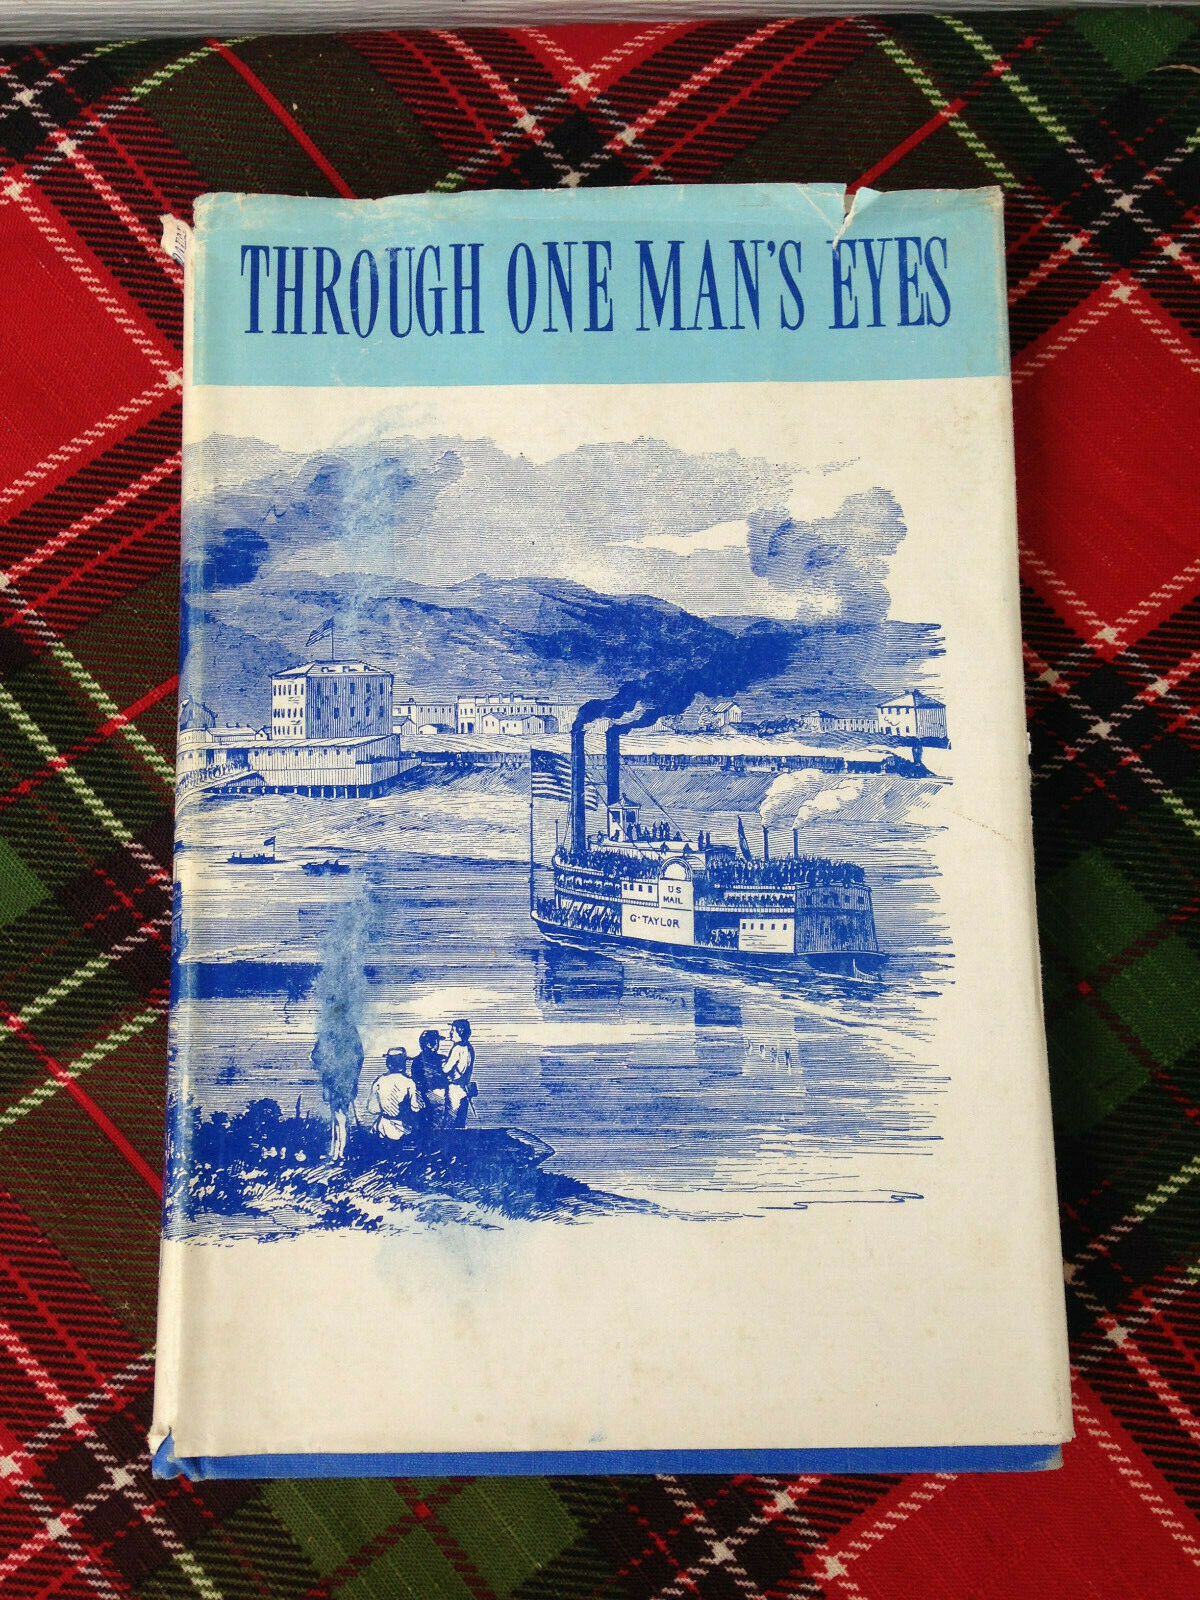 THROUGH ONE MAN'S EYES
US
MAIL
G. TAYLOR